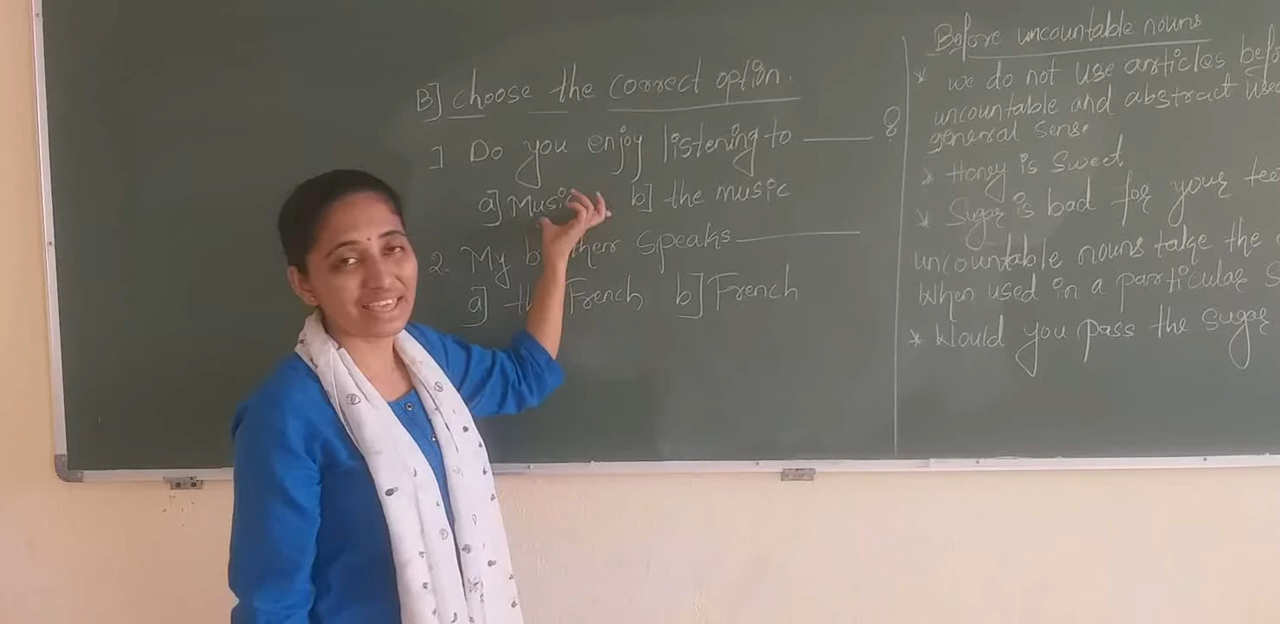 B] choose the correct option.
1. Do you enjoy listening to ______ ?
a] Music b] the music
2. My brother speaks ______
a] the French b] French
Before uncountable nouns
* we do not use articles before
uncountable and abstract used
general sense
* Honey is sweet
* Sugar is bad for your teeth
uncountable nouns take the
when used in a particular
* Would you pass the sugar